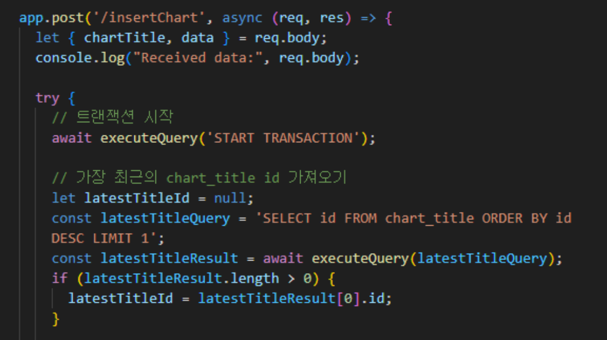 app.post('/insertChart', async (req, res) => {
let { chartTitle, data } = req.body;
console.log("Received data:", req.body);
try {
// 트랜잭션 시작
await executeQuery('START TRANSACTION');
// 가장 최근의 chart_title id 가져오기
let latestTitleId = null;
const latestTitleQuery = 'SELECT id FROM chart_title ORDER BY id
DESC LIMIT 1';
const latestTitleResult = await executeQuery(latestTitleQuery);
if (latestTitleResult.length > 0) {
latestTitleId = latestTitleResult[0].id;
}